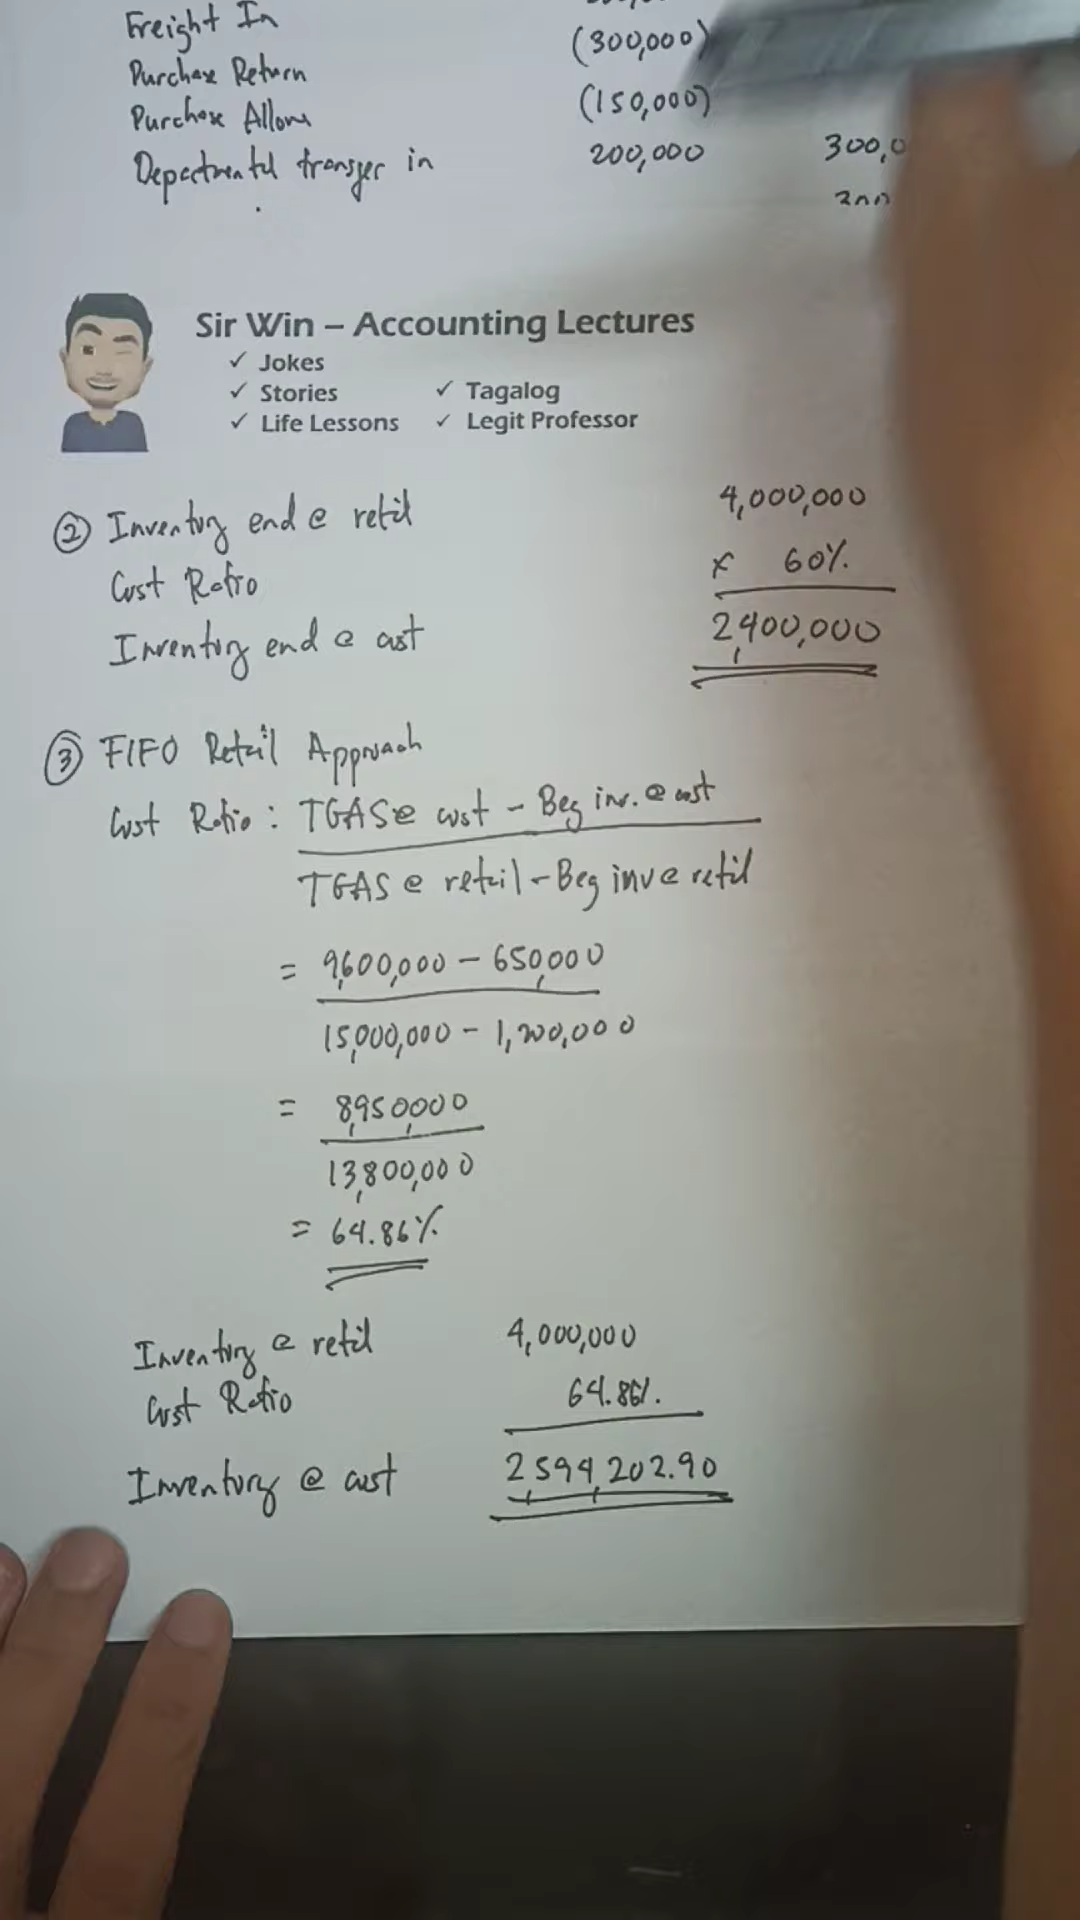 Freight In
(300,000)
Purchase Return
(150,000)
Purchase Allow
Departmental transfer in 200,000 300,0
Sir Win – Accounting Lectures
✓ Jokes
✓ Stories ✓ Tagalog
✓ Life Lessons ✓ Legit Professor
② Inventory end @ retail 4,000,000
Cost Ratio x 60%
Inventory end @ cost 2,400,000
③ FIFO Retail Approach
Cost Ratio : TGAS @ cost - Beg inv. @ cost
TGAS @ retail - Beg inv @ retail
= 9,600,000 - 650,000
15,000,000 - 1,200,000
= 8,950,000
13,800,000
= 64.86%
Inventory @ retail 4,000,000
Cost Ratio 64.86%.
Inventory @ cost 2,594,202.90